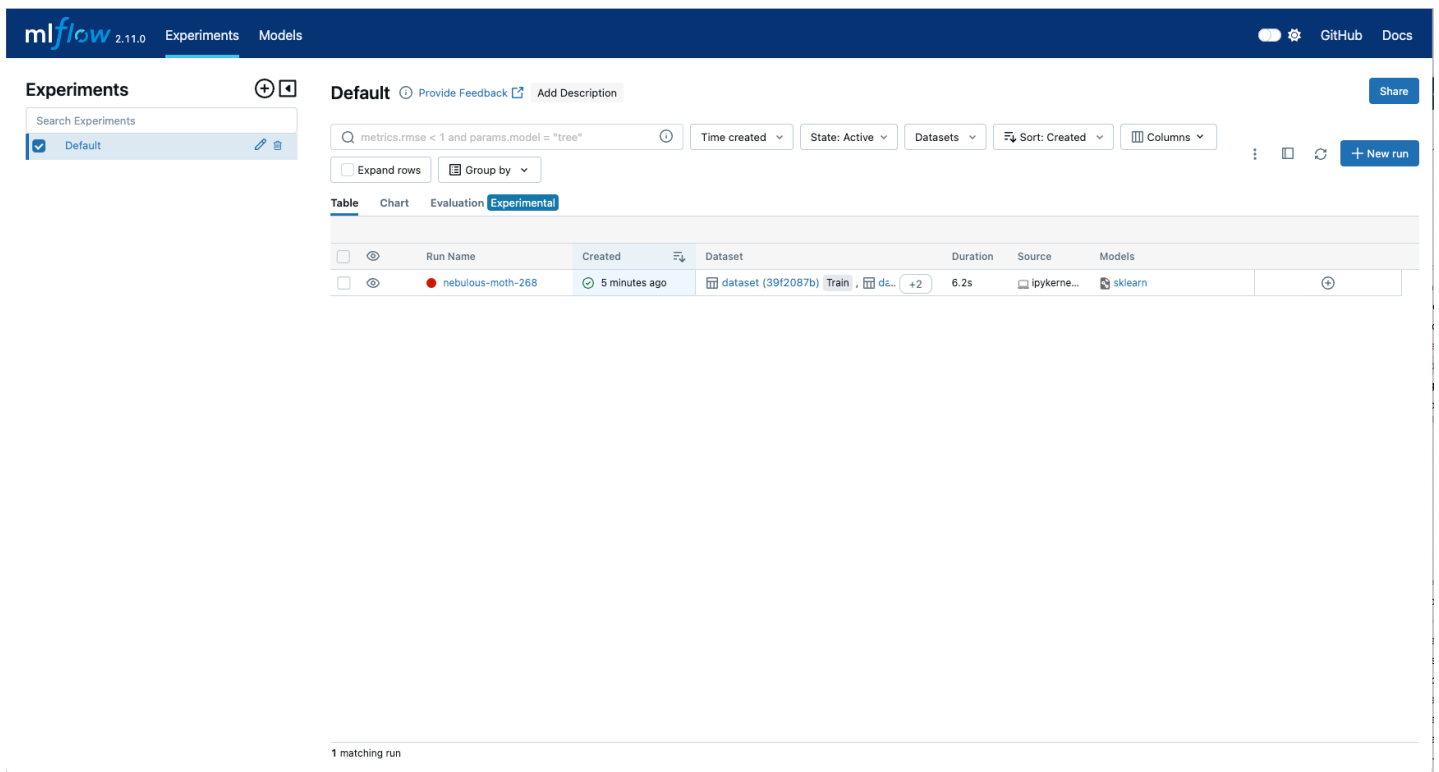 mlflow 2.11.0 Experiments Models GitHub Docs
Experiments
Search Experiments
Default
Default Provide Feedback Add Description Share
metrics.rmse < 1 and params.model = "tree" Time created State: Active Datasets Sort: Created Columns
New run
Expand rows Group by
Table Chart Evaluation Experimental
Run Name Created Dataset Duration Source Models
nebulous-moth-268 5 minutes ago dataset (39f2087b) Train , da... +2 6.2s ipykerne... sklearn
1 matching run